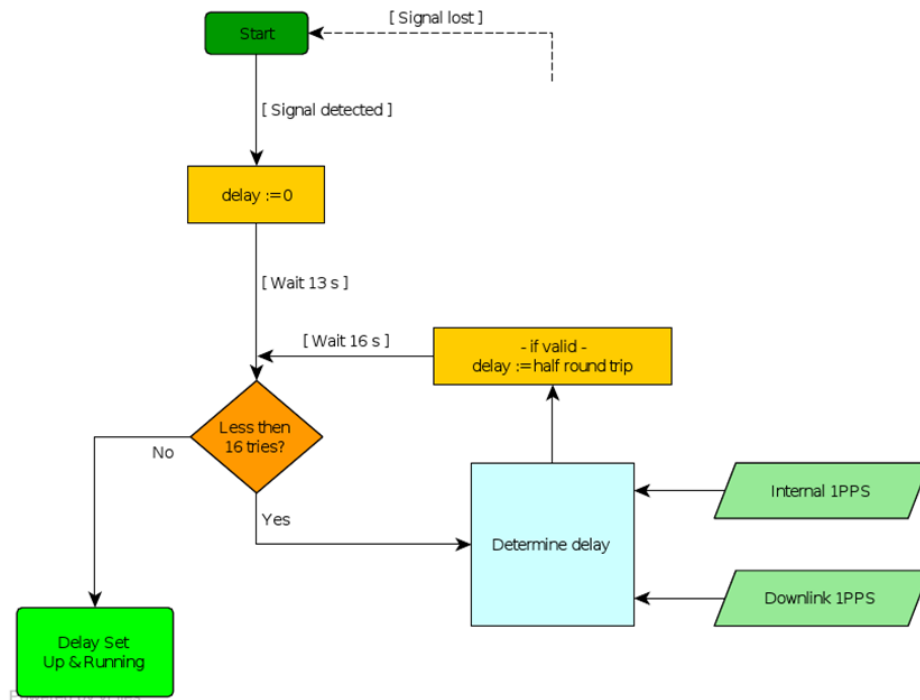 [ Signal lost ]
Start
[ Signal detected ]
delay :=0
[ Wait 13 s ]
[ Wait 16 s ]
- if valid -
delay :=half round trip
Less then
16 tries?
No
Yes
Determine delay
Internal 1PPS
Downlink 1PPS
Delay Set
Up & Running